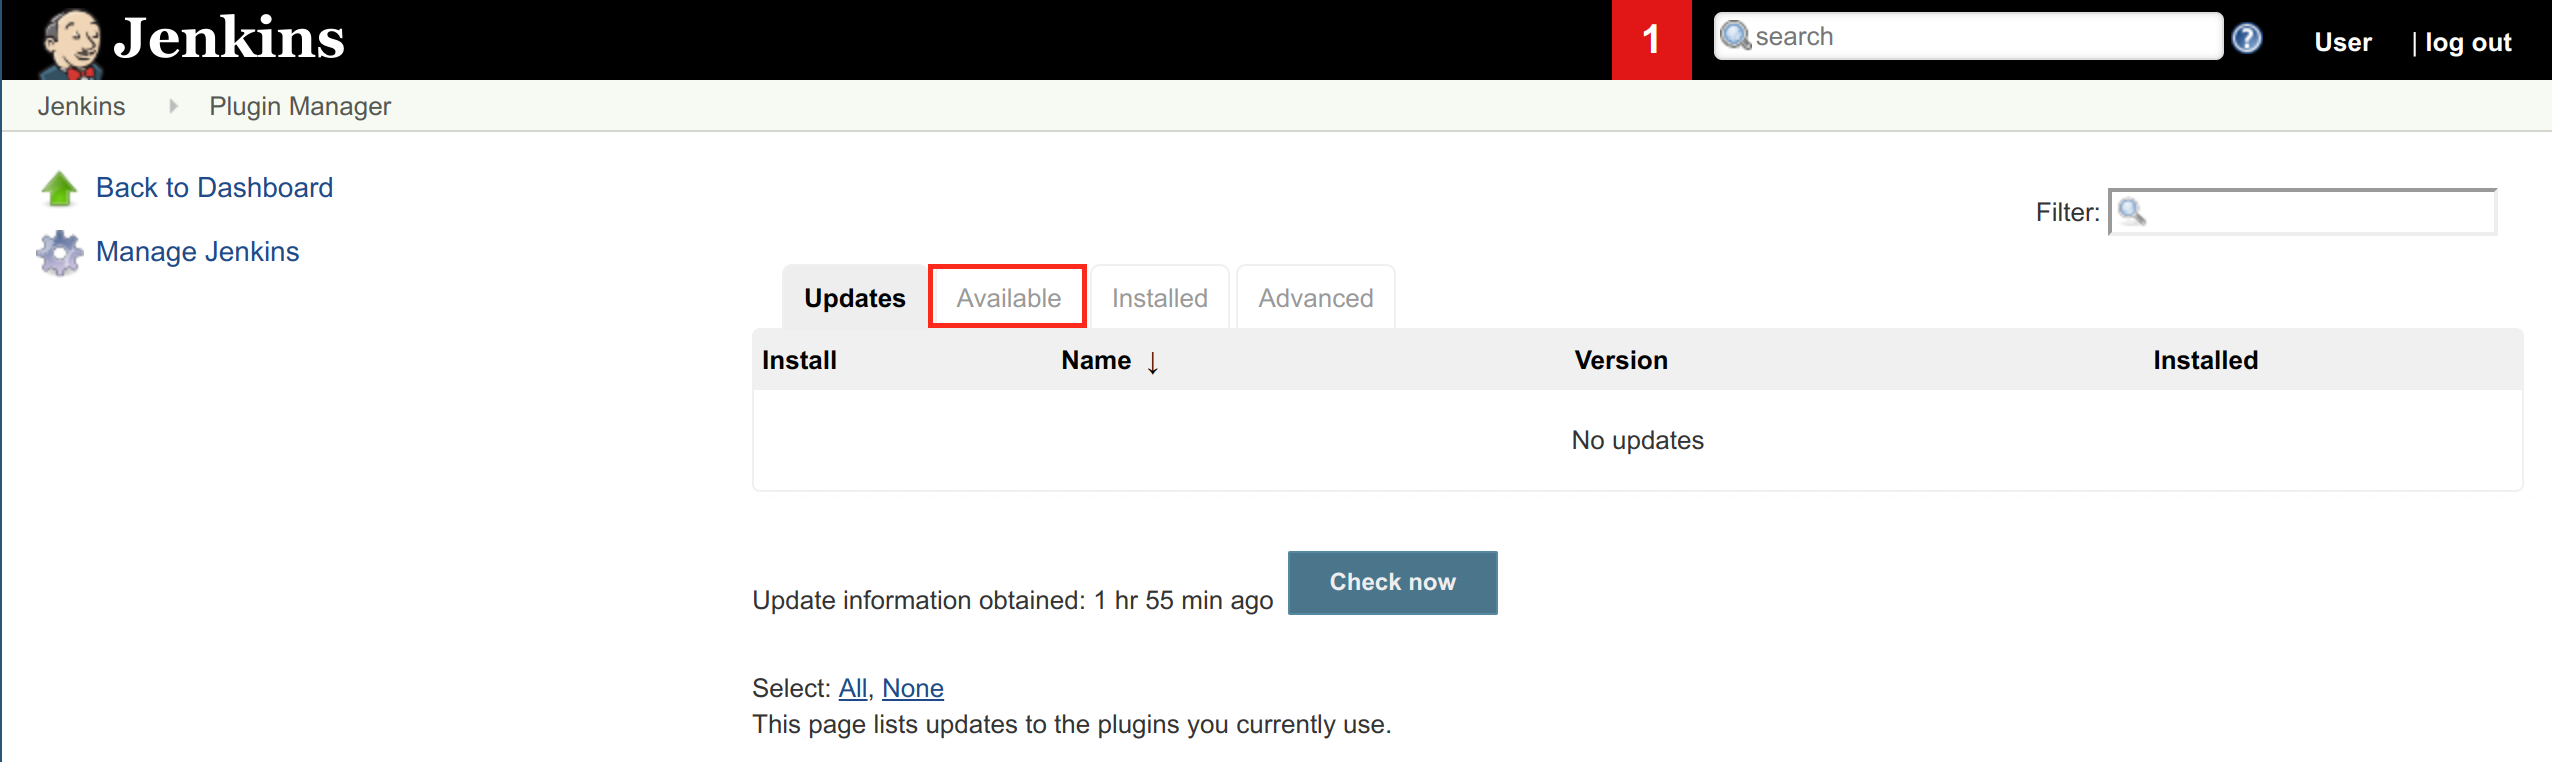 Jenkins
1
search
?
User | log out
Jenkins Plugin Manager
Back to Dashboard
Manage Jenkins
Filter:
Updates Available Installed Advanced
Install Name ↓ Version Installed
No updates
Update information obtained: 1 hr 55 min ago Check now
Select: All, None
This page lists updates to the plugins you currently use.